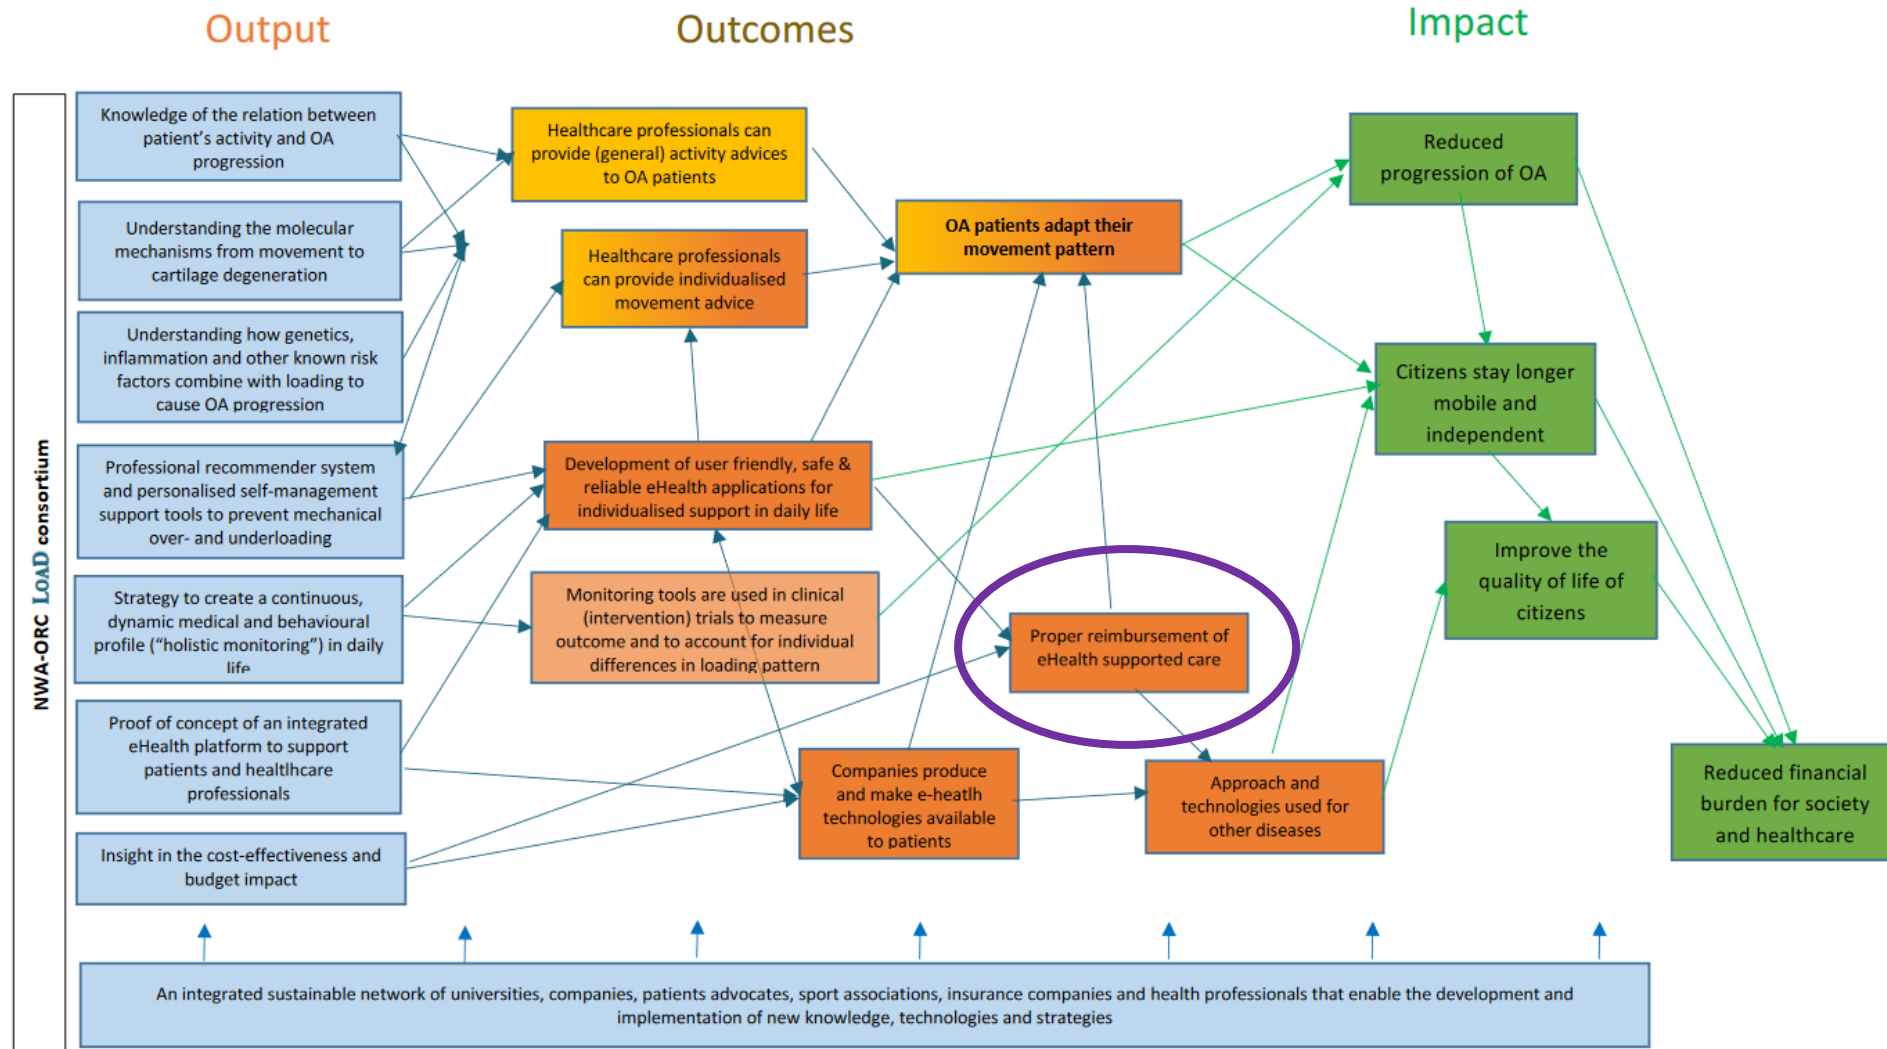 Output
Outcomes
Impact
NWA-ORC LOAD consortium
Knowledge of the relation between
patient's activity and OA
progression
Understanding the molecular
mechanisms from movement to
cartilage degeneration
Understanding how genetics,
inflammation and other known risk
factors combine with loading to
cause OA progression
Professional recommender system
and personalised self-management
support tools to prevent mechanical
over- and underloading
Strategy to create a continuous,
dynamic medical and behavioural
profile (“holistic monitoring”) in daily
life
Proof of concept of an integrated
eHealth platform to support
patients and healtlhcare
professionals
Insight in the cost-effectiveness and
budget impact
Healthcare professionals can
provide (general) activity advices
to OA patients
Healthcare professionals
can provide individualised
movement advice
Development of user friendly, safe &
reliable eHealth applications for
individualised support in daily life
Monitoring tools are used in clinical
(intervention) trials to measure
outcome and to account for individual
differences in loading pattern
OA patients adapt their
movement pattern
Proper reimbursement of
eHealth supported care
Companies produce
and make e-heatlh
technologies available
to patients
Approach and
technologies used for
other diseases
Reduced
progression of OA
Citizens stay longer
mobile and
independent
Improve the
quality of life of
citizens
Reduced financial
burden for society
and healthcare
An integrated sustainable network of universities, companies, patients advocates, sport associations, insurance companies and health professionals that enable the development and
implementation of new knowledge, technologies and strategies